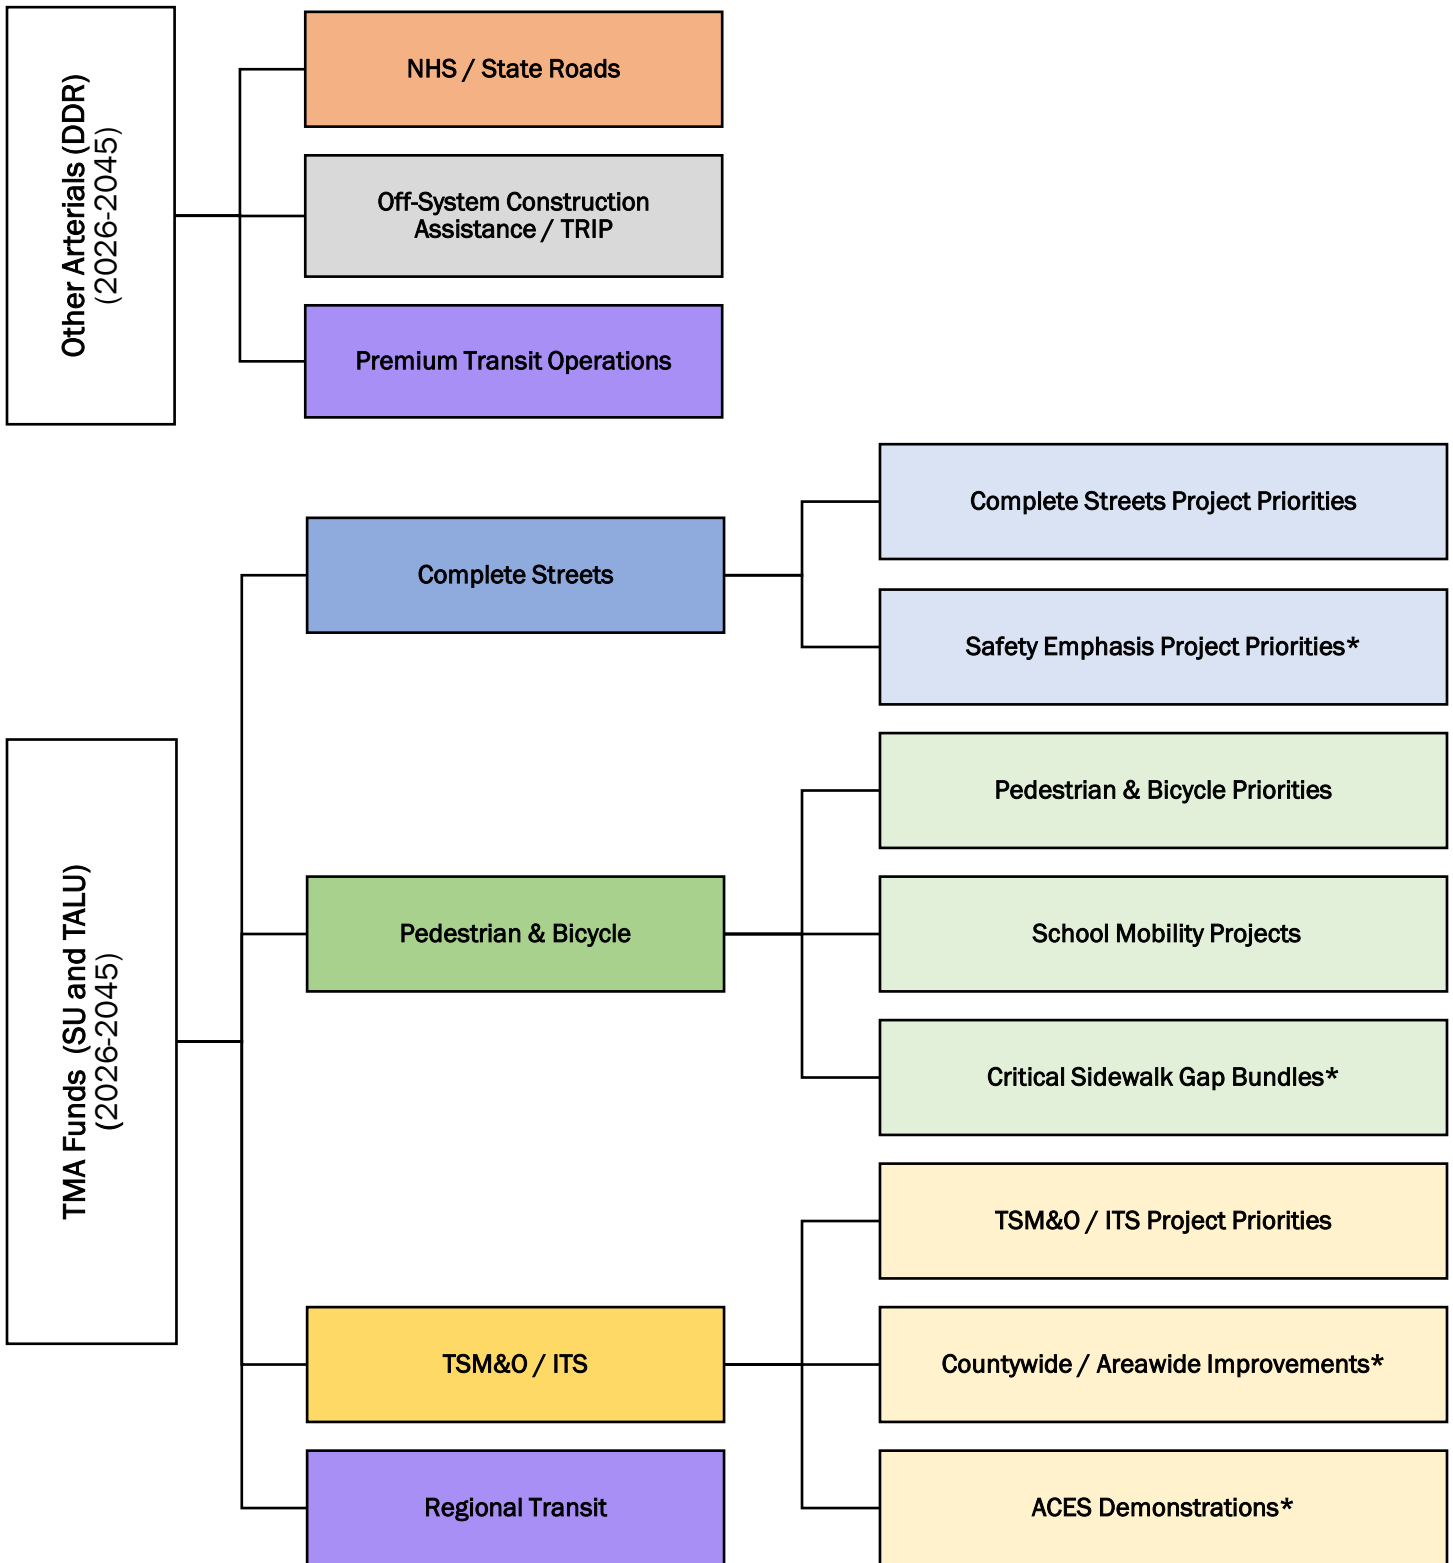 Other Arterials (DDR)
(2026-2045)
NHS / State Roads
Off-System Construction
Assistance / TRIP
Premium Transit Operations
TMA Funds  (SU and TALU)
(2026-2045)
Complete Streets
Complete Streets Project Priorities
Safety Emphasis Project Priorities*
Pedestrian & Bicycle
Pedestrian & Bicycle Priorities
School Mobility Projects
Critical Sidewalk Gap Bundles*
TSM&O / ITS
TSM&O / ITS Project Priorities
Countywide / Areawide Improvements*
ACES Demonstrations*
Regional Transit